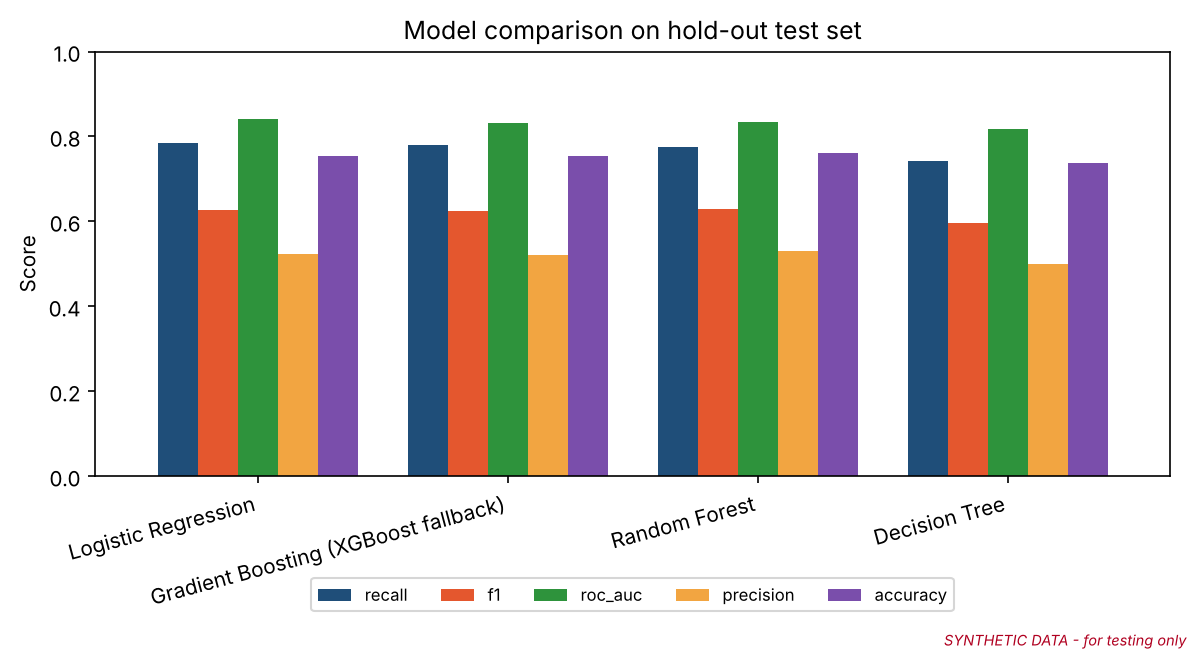 Model comparison on hold-out test set
1.0
0.8
0.6
0.4
0.2
0.0
Score
Logistic Regression
Gradient Boosting (XGBoost fallback)
Random Forest
Decision Tree
recall f1 roc_auc precision accuracy
SYNTHETIC DATA - for testing only